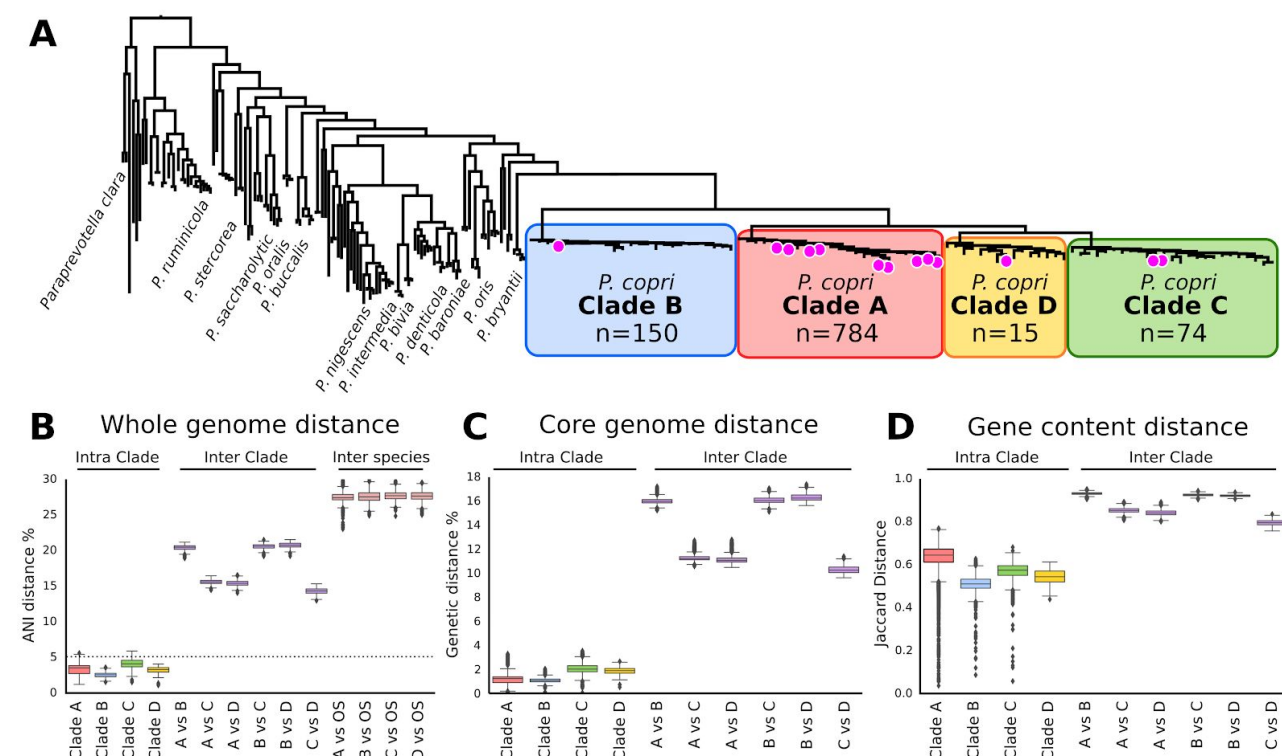 A
Paraprevotella clara
P. ruminicola
P. stercorea
P. saccharolytic
P. oralis
P. buccalis
P. nigescens
P. intermedia
P. bivia
P. denticola
P. baroniae
P. oris
P. bryantii
P. copri
Clade B
n=150
P. copri
Clade A
n=784
P. copri
Clade D
n=15
P. copri
Clade C
n=74
B
Whole genome distance
Intra Clade
Inter Clade
Inter species
ANI distance %
30
25
20
15
10
5
0
Clade A
Clade B
Clade C
Clade D
A vs B
A vs C
A vs D
B vs C
B vs D
C vs D
A vs OS
B vs OS
C vs OS
D vs OS
C
Core genome distance
Intra Clade
Inter Clade
Genetic distance %
18
16
14
12
10
8
6
4
2
0
Clade A
Clade B
Clade C
Clade D
A vs B
A vs C
A vs D
B vs C
B vs D
C vs D
D
Gene content distance
Intra Clade
Inter Clade
Jaccard Distance
1.0
0.8
0.6
0.4
0.2
0.0
Clade A
Clade B
Clade C
Clade D
A vs B
A vs C
A vs D
B vs C
B vs D
C vs D